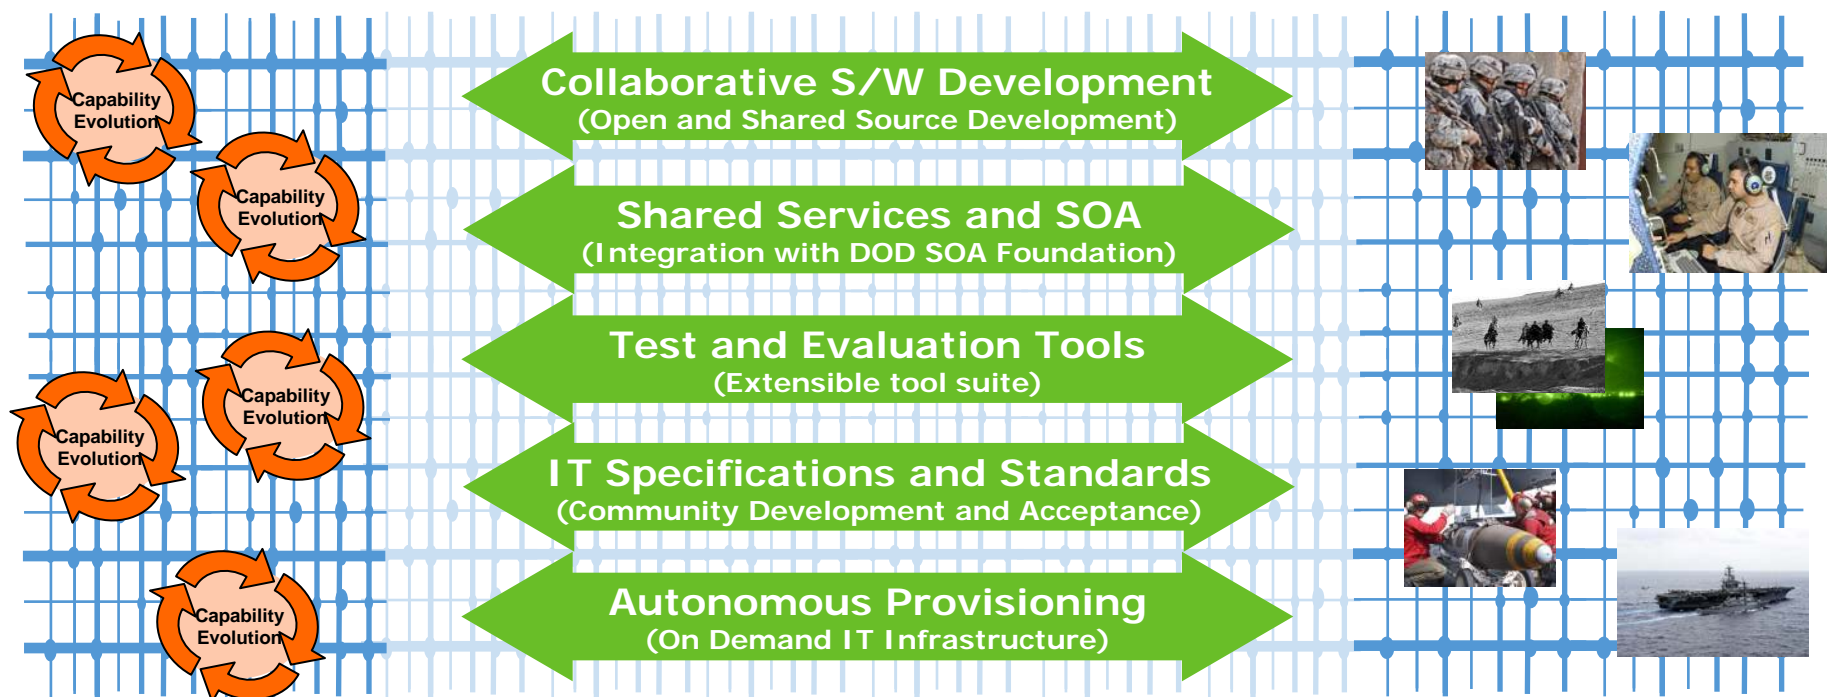 Capability
Evolution
Capability
Evolution
Capability
Evolution
Capability
Evolution
Capability
Evolution
Collaborative S/W Development
(Open and Shared Source Development)
Shared Services and SOA
(Integration with DOD SOA Foundation)
Test and Evaluation Tools
(Extensible tool suite)
IT Specifications and Standards
(Community Development and Acceptance)
Autonomous Provisioning
(On Demand IT Infrastructure)